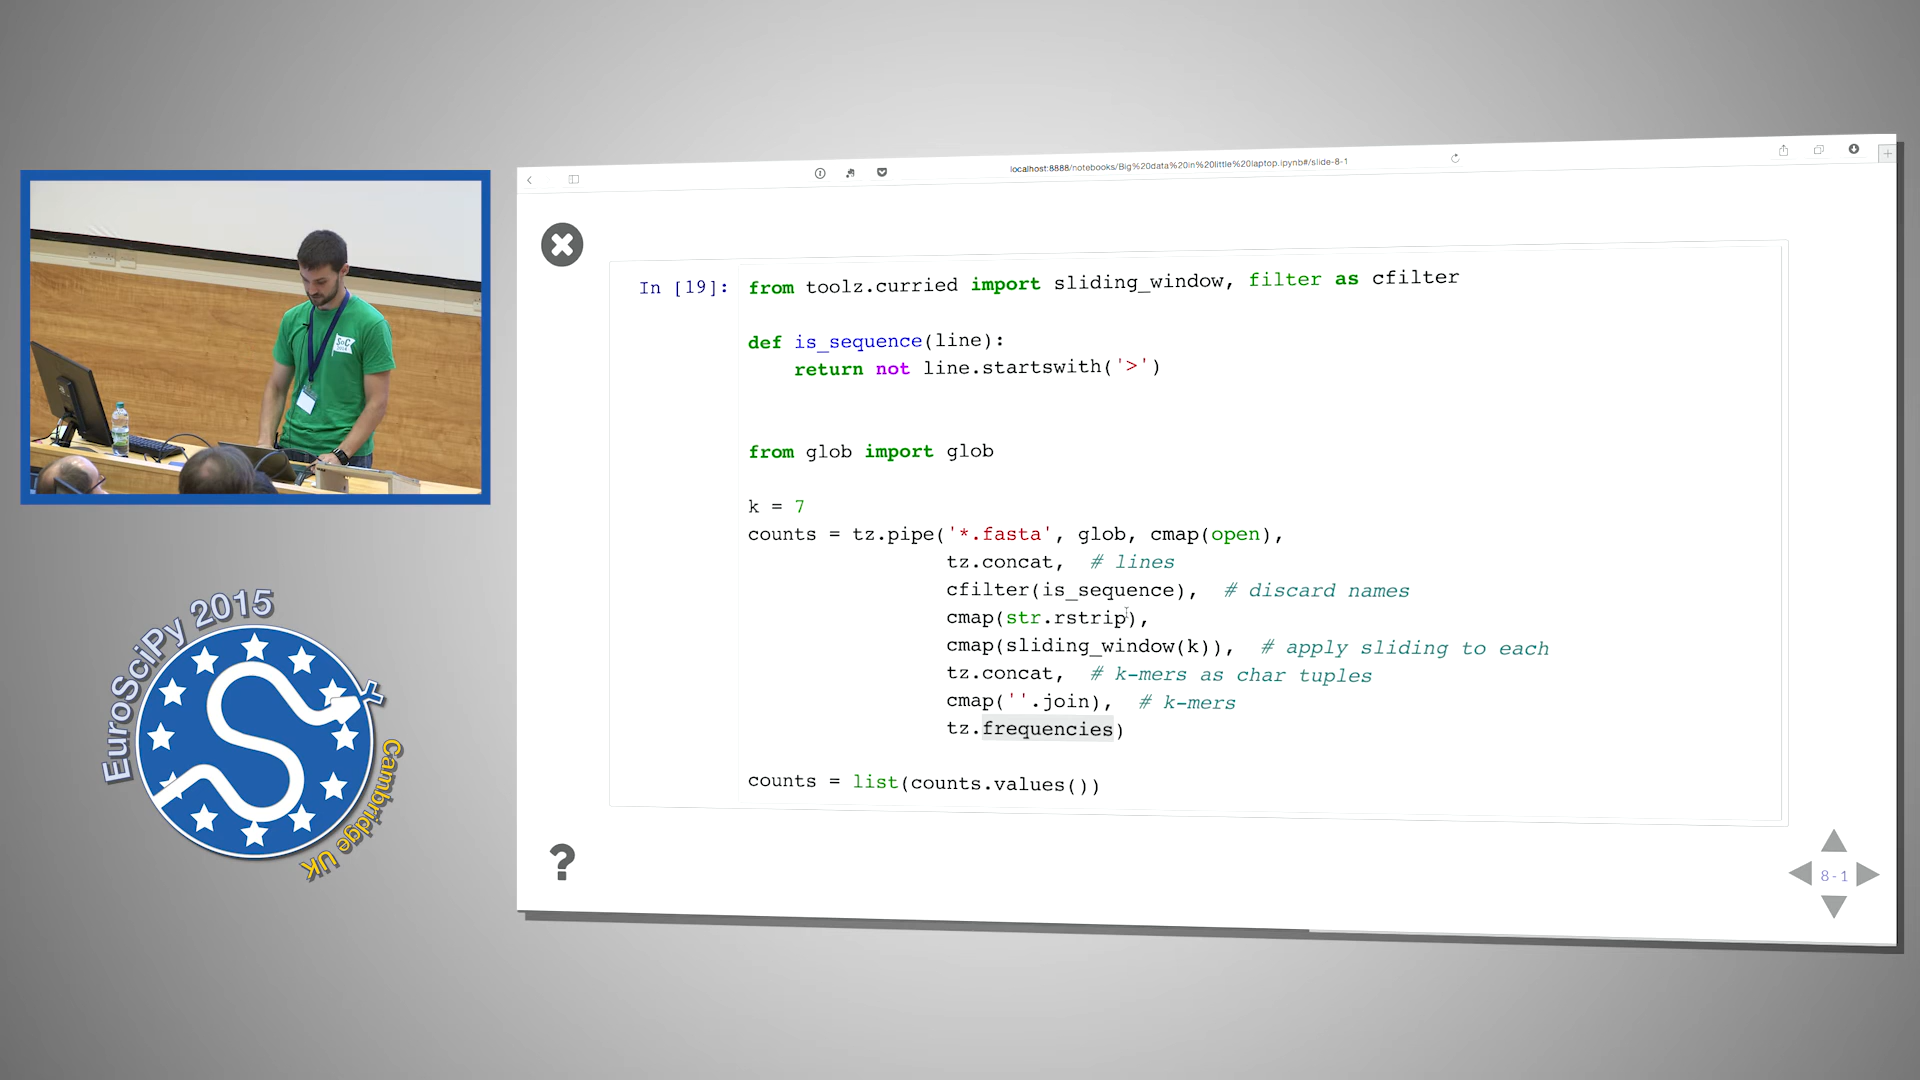 localhost:8888/notebooks/Big%20data%20in%20little%20laptop.ipynb#/slide-8-1
In [19]: from toolz.curried import sliding_window, filter as cfilter
def is_sequence(line):
return not line.startswith('>')
from glob import glob
k = 7
counts = tz.pipe('*.fasta', glob, cmap(open),
tz.concat, # lines
cfilter(is_sequence), # discard names
cmap(str.rstrip),
cmap(sliding_window(k)), # apply sliding to each
tz.concat, # k-mers as char tuples
cmap(''.join), # k-mers
tz.frequencies)
counts = list(counts.values())
?
8-1
SoC
EuroSciPy 2015
Cambridge UK